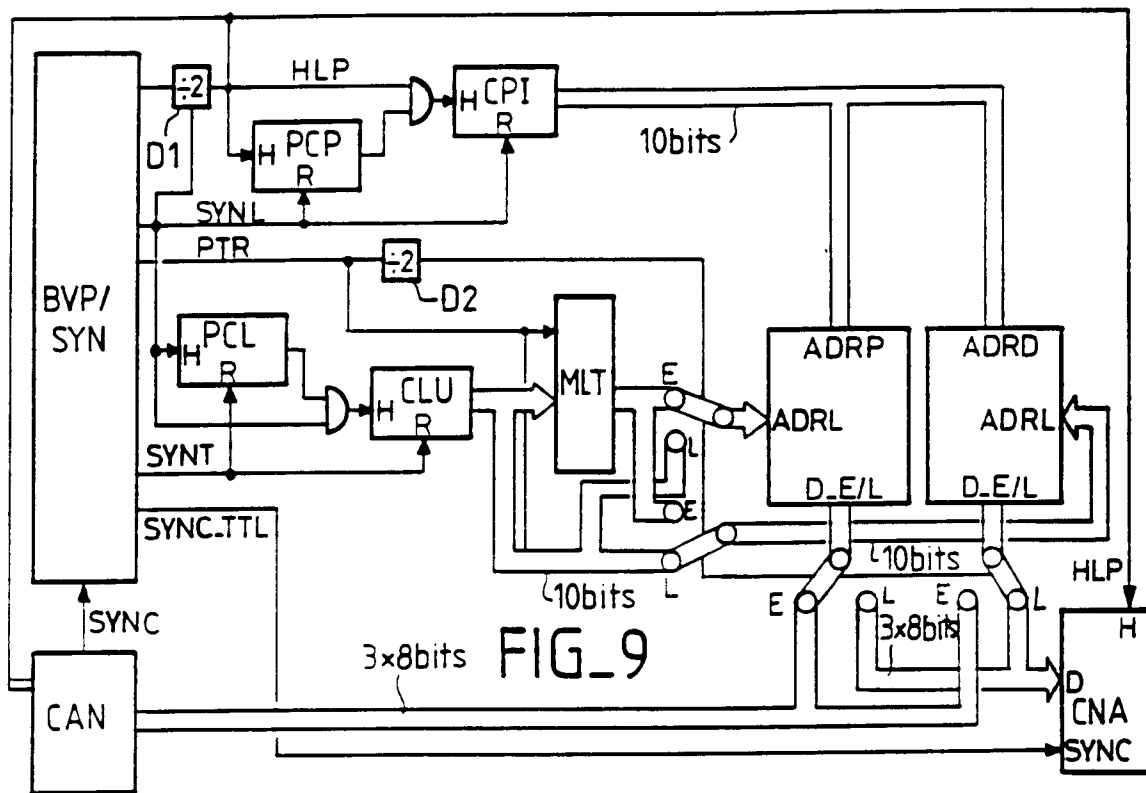 ÷2
HLP
D1
H CPI
R
10bits
H PCP
R
SYNL
PTR
÷2
D2
BVP/
SYN
PCL
H
R
H CLU
R
MLT
E
L
E
ADRP
ADRL
D_E/L
ADRD
ADRL
D_E/L
SYNT
SYNC_TTL
10bits
L
10bits
E
L
E
L
HLP
SYNC
3x8bits
FIG_9
3x8bits
CAN
H
D
CNA
SYNC